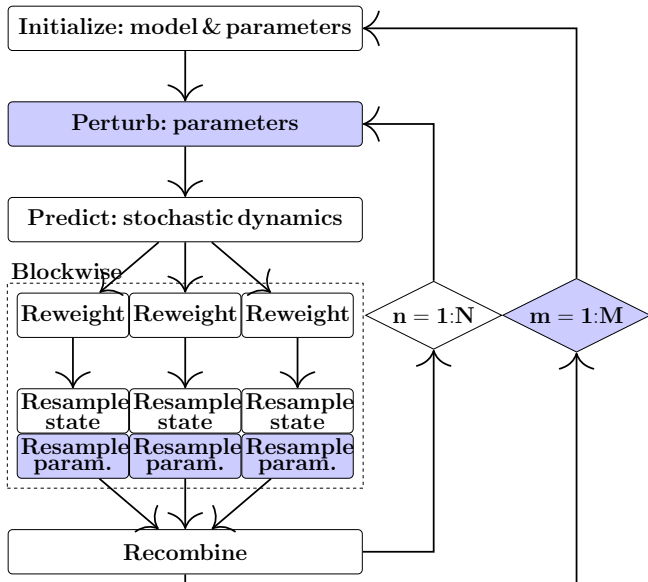 Initialize: model & parameters
Perturb: parameters
Predict: stochastic dynamics
Blockwise
Reweight Reweight Reweight
n = 1:N
m = 1:M
Resample Resample Resample
state state state
Resample Resample Resample
param. param. param.
Recombine